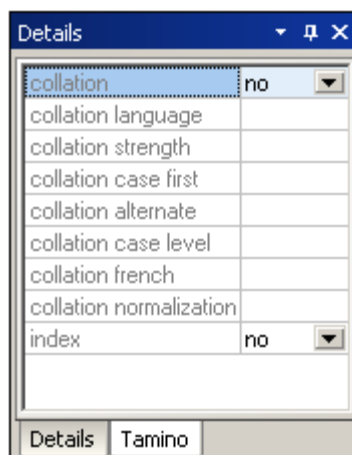 Details
collation no
collation language
collation strength
collation case first
collation alternate
collation case level
collation french
collation normalization
index no
Details Tamino